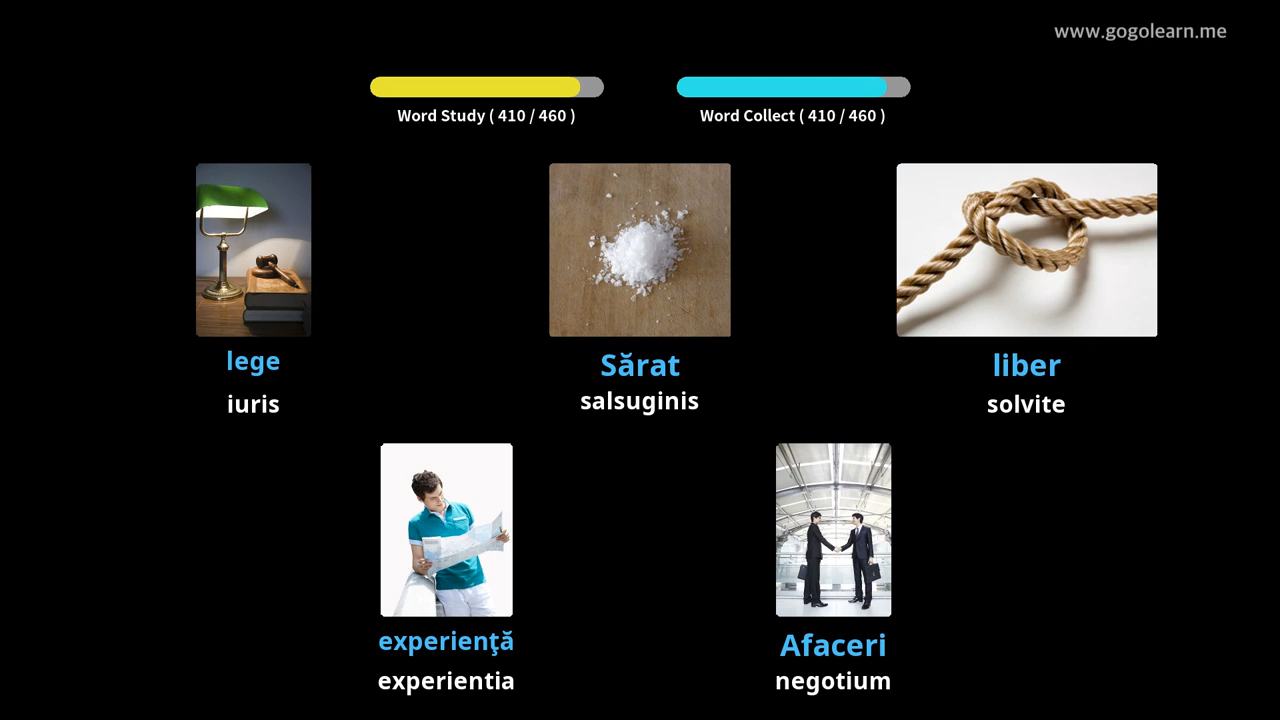 www.gogolearn.me
Word Study ( 410 / 460 )
Word Collect ( 410 / 460 )
lege
iuris
Sărat
salsuginis
liber
solvite
experienţă
experientia
Afaceri
negotium